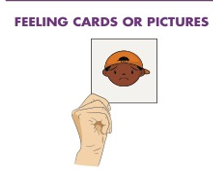 FEELING CARDS OR PICTURES